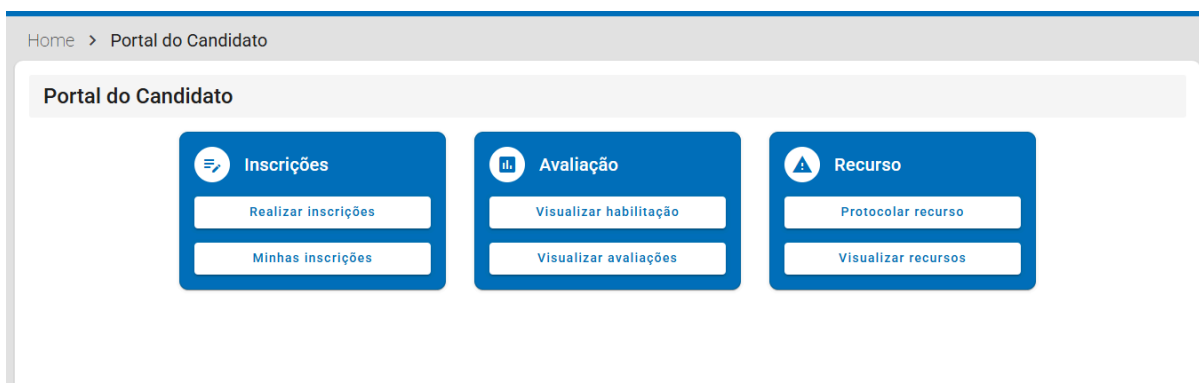 Home > Portal do Candidato
Portal do Candidato
Inscrições
Realizar inscrições
Minhas inscrições
Avaliação
Visualizar habilitação
Visualizar avaliações
Recurso
Protocolar recurso
Visualizar recursos